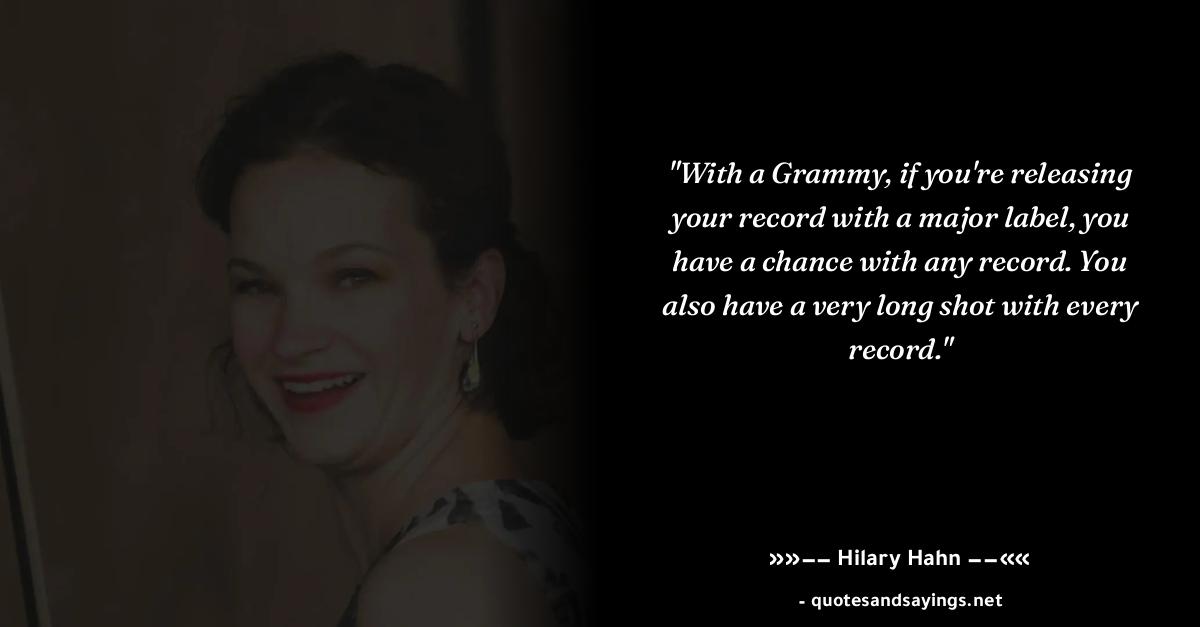 "With a Grammy, if you're releasing
your record with a major label, you
have a chance with any record. You
also have a very long shot with every
record."
»»−− Hilary Hahn −−««
- quotesandsayings.net